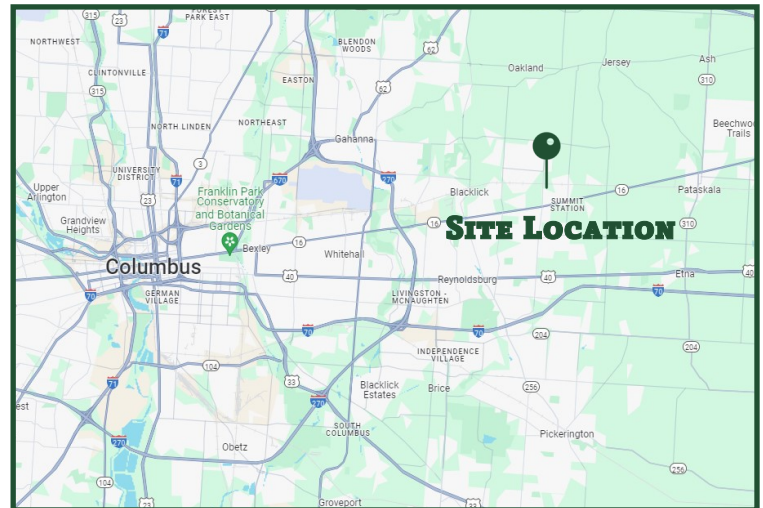 FOREST
PARK EAST
315
23
71
NORTHWEST
BLENDON
WOODS
62
CLINTONVILLE
EASTON
Oakland
Jersey
Ash
310
315
62
NORTH LINDEN
NORTHEAST
Beechwo
Trails
Gahanna
3
UNIVERSITY
DISTRICT
71
670
270
Upper
Arlington
23
Franklin Park
Conservatory
and Botanical
Gardens
Blacklick
SUMMIT
STATION
16
Pataskala
Grandview
Heights
16
SITE LOCATION
310
Bexley
16
Whitehall
Columbus
40
Reynoldsburg
40
Etna
40
70
GERMAN
VILLAGE
LIVINGSTON -
MCNAUGHTEN
70
70
70
204
204
INDEPENDENCE
VILLAGE
104
33
71
270
Blacklick
Estates
Brice
256
est
SOUTH
COLUMBUS
Pickerington
270
Obetz
256
104
23
Groveport
33